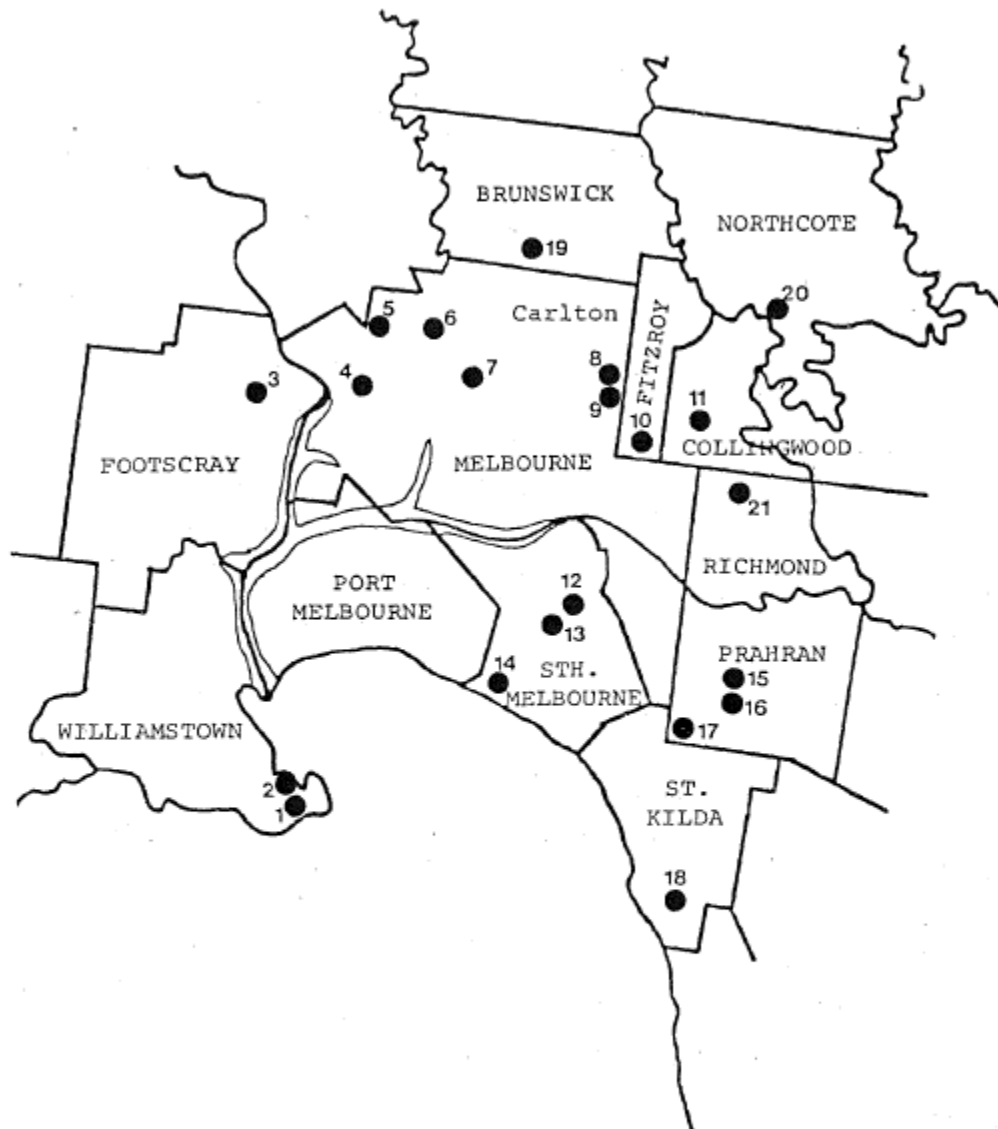 BRUNSWICK
NORTHCOTE
19
20
5
6
Carlton
FITZROY
3
4
7
8
9
11
10
FOOTSCRAY
MELBOURNE
COLLINGWOOD
21
RICHMOND
PORT
MELBOURNE
12
13
14
STH.
MELBOURNE
PRAHRAN
15
16
17
WILLIAMSTOWN
2
1
ST.
KILDA
18